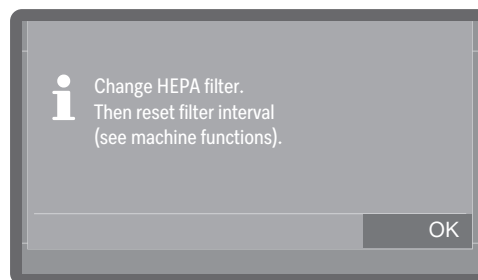 Change HEPA filter.
Then reset filter interval
(see machine functions).
OK